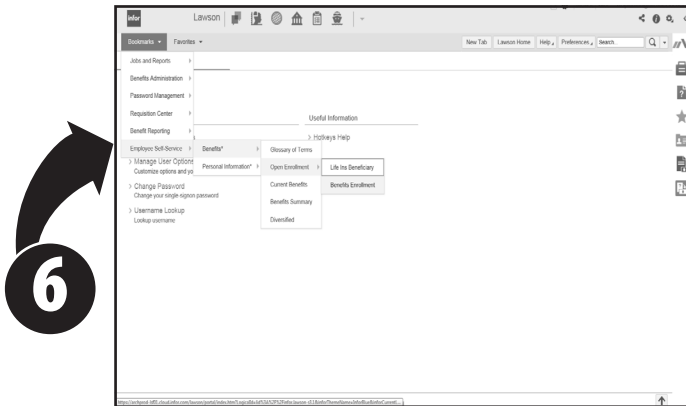 infor
Lawson
Bookmarks
Favorites
New Tab
Lawson Home
Help
Preferences
Search...
Jobs and Reports
Benefits Administration
Password Management
Requisition Center
Benefit Reporting
Employee Self-Service
Benefits*
Personal Information*
Glossary of Terms
Open Enrollment
Current Benefits
Benefits Summary
Diversified
Life Ins Beneficiary
Benefits Enrollment
Useful Information
Hotkeys Help
Manage User Options
Customize options and yo
Change Password
Change your single-signon password
Username Lookup
Lookup username
6